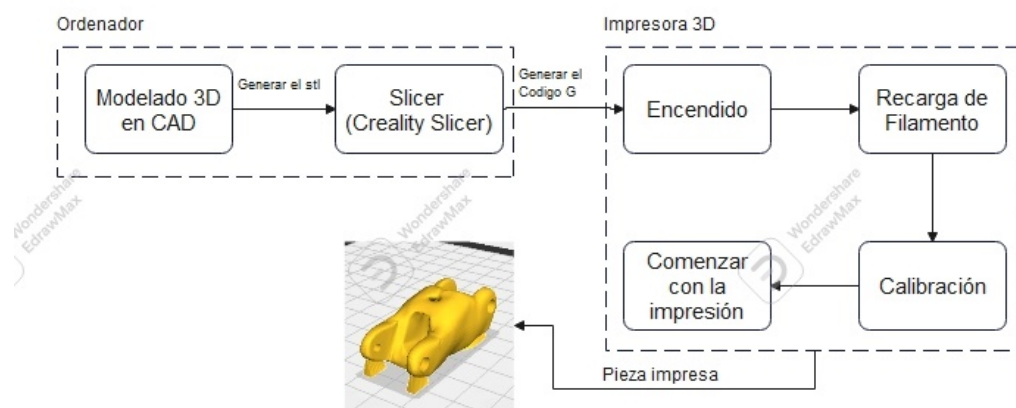 Ordenador
Impresora 3D
Modelado 3D
en CAD
Generar el stl
Slicer
(Creality Slicer)
Generar el
Codigo G
Encendido
Recarga de
Filamento
Comenzar
con la
impresión
Calibración
Pieza impresa
Wondershare
EdrawMax
Wondershare
EdrawMax
Wondershare
EdrawMax